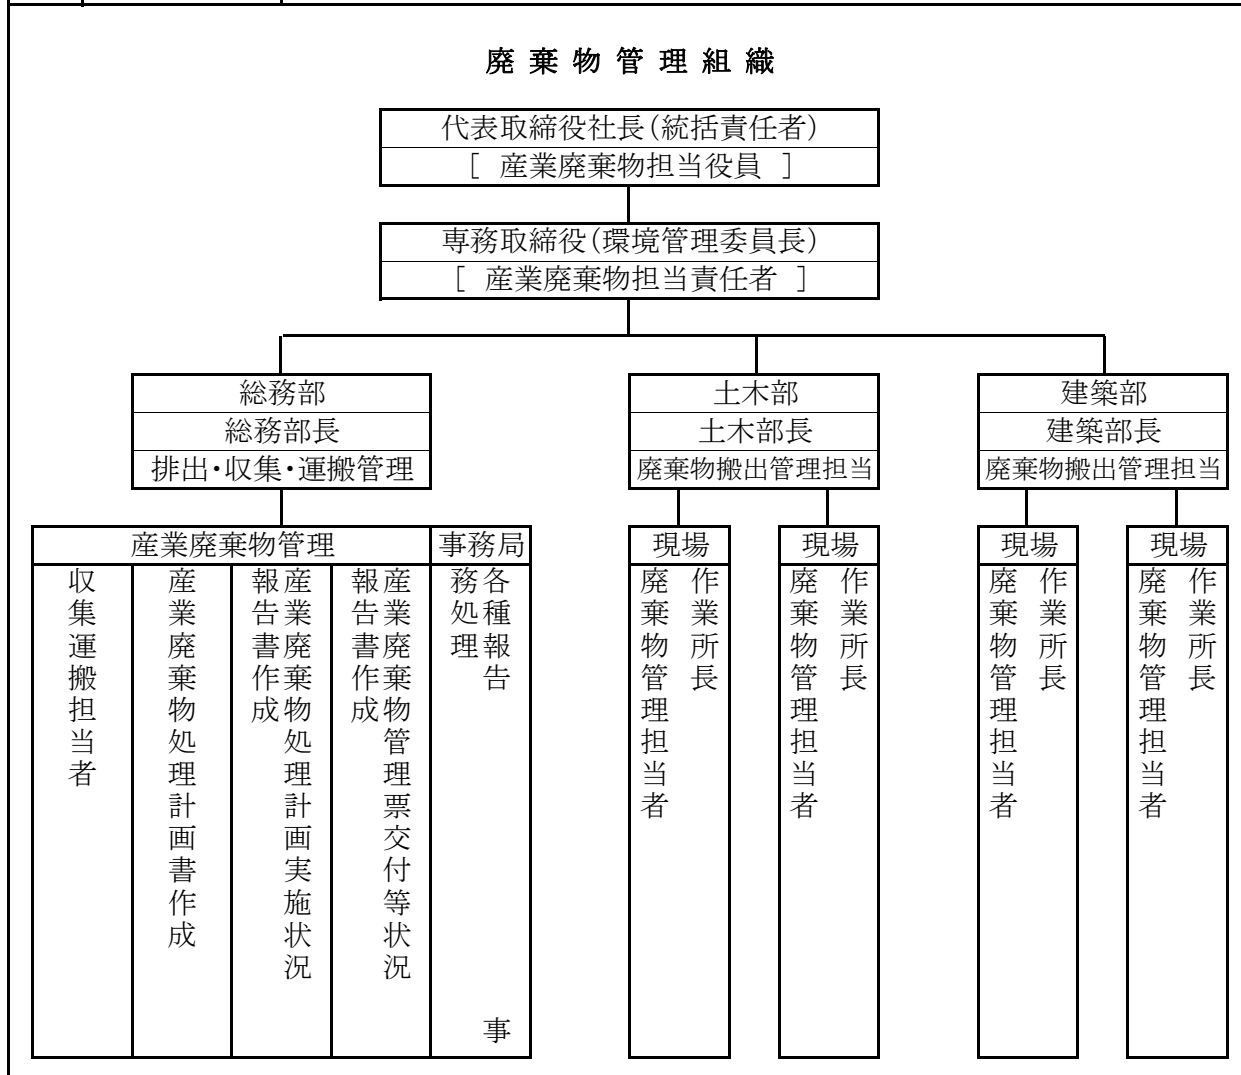 廃棄物管理組織
代表取締役社長(統括責任者)
[ 産業廃棄物担当役員 ]
専務取締役(環境管理委員長)
[ 産業廃棄物担当責任者 ]
総務部
総務部長
排出・収集・運搬管理
土木部
土木部長
廃棄物搬出管理担当
建築部
建築部長
廃棄物搬出管理担当
産業廃棄物管理
事務局
収集運搬担当者
産業廃棄物処理計画書作成
産業廃棄物処理計画実施状況
報告書作成
産業廃棄物管理票交付等状況
報告書作成
各種報告 事
務処理
現場
作業所長
廃棄物管理担当者
現場
作業所長
廃棄物管理担当者
現場
作業所長
廃棄物管理担当者
現場
作業所長
廃棄物管理担当者